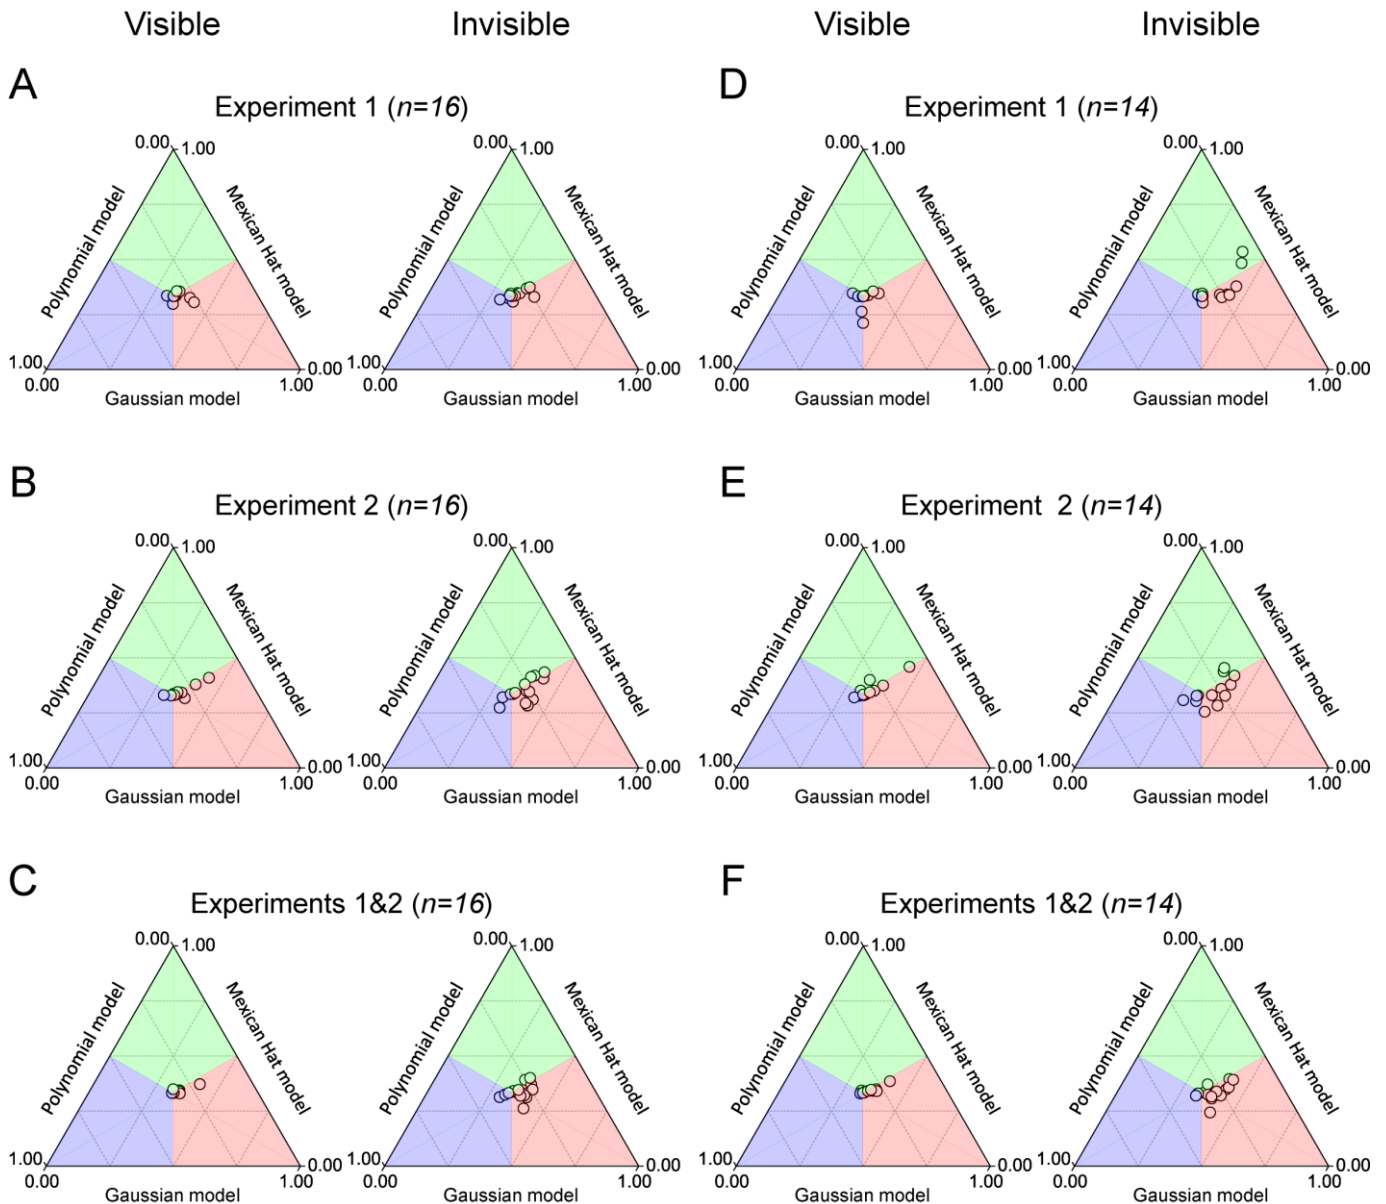 Visible Invisible Visible Invisible
A D
Experiment 1 (n=16) Experiment 1 (n=14)
0.00 1.00 0.00 1.00 0.00 1.00 0.00 1.00
Polynomial model Mexican Hat model Polynomial model Mexican Hat model Polynomial model Mexican Hat model Polynomial model Mexican Hat model
1.00 0.00 1.00 0.00 1.00 0.00 1.00 0.00
0.00 1.00 0.00 1.00 0.00 1.00 0.00 1.00
Gaussian model Gaussian model Gaussian model Gaussian model
B E
Experiment 2 (n=16) Experiment 2 (n=14)
0.00 1.00 0.00 1.00 0.00 1.00 0.00 1.00
Polynomial model Mexican Hat model Polynomial model Mexican Hat model Polynomial model Mexican Hat model Polynomial model Mexican Hat model
1.00 0.00 1.00 0.00 1.00 0.00 1.00 0.00
0.00 1.00 0.00 1.00 0.00 1.00 0.00 1.00
Gaussian model Gaussian model Gaussian model Gaussian model
C F
Experiments 1&2 (n=16) Experiments 1&2 (n=14)
0.00 1.00 0.00 1.00 0.00 1.00 0.00 1.00
Polynomial model Mexican Hat model Polynomial model Mexican Hat model Polynomial model Mexican Hat model Polynomial model Mexican Hat model
1.00 0.00 1.00 0.00 1.00 0.00 1.00 0.00
0.00 1.00 0.00 1.00 0.00 1.00 0.00 1.00
Gaussian model Gaussian model Gaussian model Gaussian model